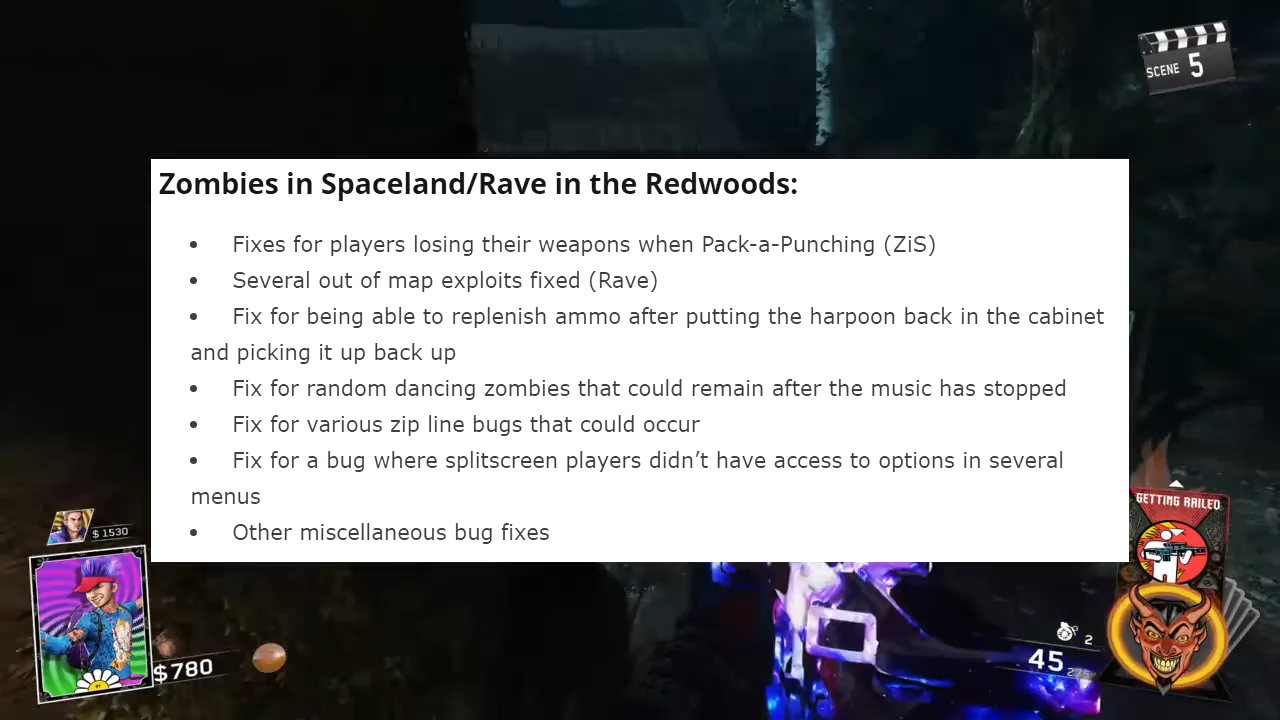 SCENE 5
Zombies in Spaceland/Rave in the Redwoods:
• Fixes for players losing their weapons when Pack-a-Punching (ZiS)
• Several out of map exploits fixed (Rave)
• Fix for being able to replenish ammo after putting the harpoon back in the cabinet
and picking it up back up
• Fix for random dancing zombies that could remain after the music has stopped
• Fix for various zip line bugs that could occur
• Fix for a bug where splitscreen players didn’t have access to options in several
menus
• Other miscellaneous bug fixes
GETTING RAILED
$ 1530
$780
2
45